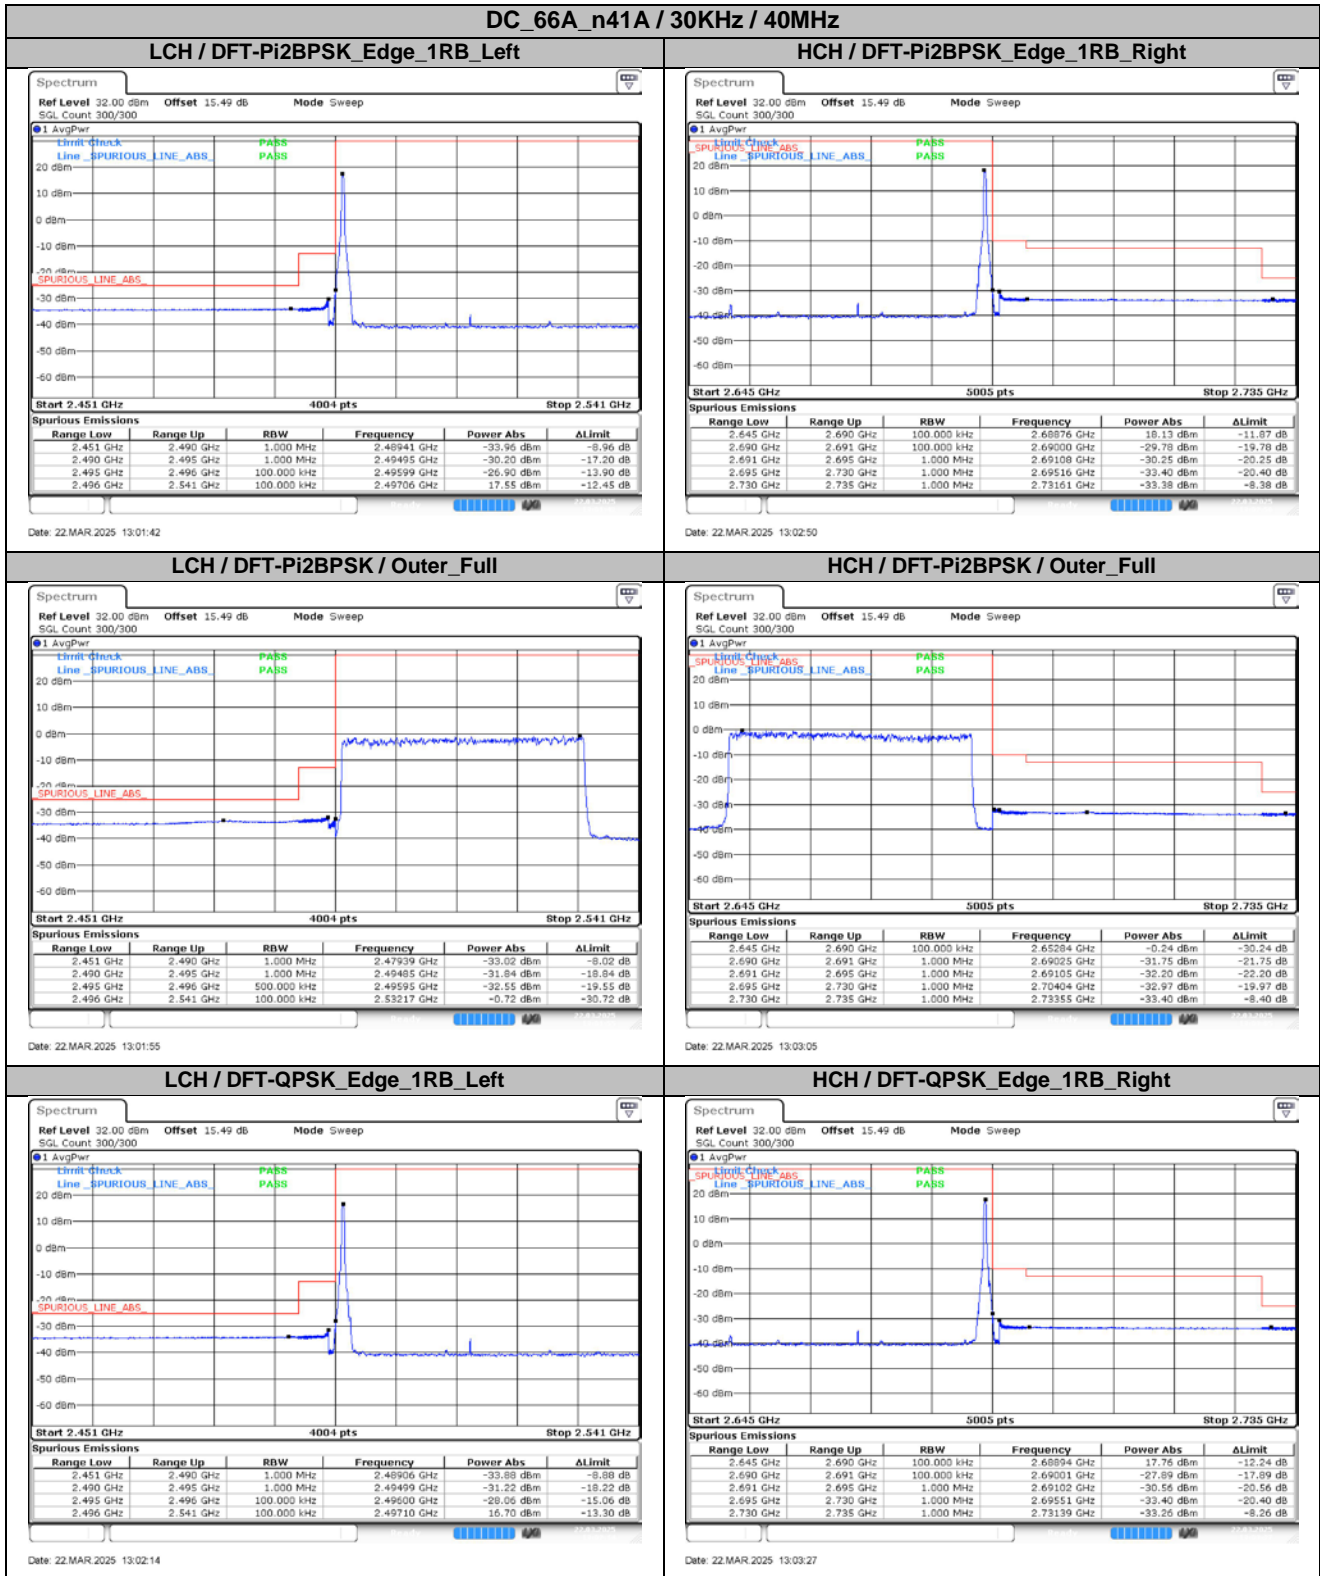 DC_66A_n41A / 30KHz / 40MHz
LCH / DFT-Pi2BPSK_Edge_1RB_Left
HCH / DFT-Pi2BPSK_Edge_1RB_Right
Spectrum
Ref Level 32.00 dBm Offset 15.49 dB Mode Sweep
SGL Count 300/300
1 AvgPwr
Limit Check PASS
Line _SPURIOUS_LINE_ABS_ PASS
20 dBm
10 dBm
0 dBm
-10 dBm
-20 dBm
_SPURIOUS_LINE_ABS_
-30 dBm
-40 dBm
-50 dBm
-60 dBm
Start 2.451 GHz 4004 pts Stop 2.541 GHz
Spurious Emissions
Range Low Range Up RBW Frequency Power Abs ΔLimit
2.451 GHz 2.490 GHz 1.000 MHz 2.48941 GHz -33.96 dBm -8.96 dB
2.490 GHz 2.495 GHz 1.000 MHz 2.49495 GHz -30.20 dBm -17.20 dB
2.495 GHz 2.496 GHz 100.000 kHz 2.49599 GHz -26.90 dBm -13.90 dB
2.496 GHz 2.541 GHz 100.000 kHz 2.49706 GHz 17.55 dBm -12.45 dB
Date: 22.MAR.2025 13:01:42
Spectrum
Ref Level 32.00 dBm Offset 15.49 dB Mode Sweep
SGL Count 300/300
1 AvgPwr
Limit Check PASS
_SPURIOUS_LINE_ABS_
Line _SPURIOUS_LINE_ABS_ PASS
20 dBm
10 dBm
0 dBm
-10 dBm
-20 dBm
-30 dBm
-40 dBm
-50 dBm
-60 dBm
Start 2.645 GHz 5005 pts Stop 2.735 GHz
Spurious Emissions
Range Low Range Up RBW Frequency Power Abs ΔLimit
2.645 GHz 2.690 GHz 100.000 kHz 2.68876 GHz 18.13 dBm -11.87 dB
2.690 GHz 2.691 GHz 100.000 kHz 2.69000 GHz -29.78 dBm -19.78 dB
2.691 GHz 2.695 GHz 1.000 MHz 2.69108 GHz -30.25 dBm -20.25 dB
2.695 GHz 2.730 GHz 1.000 MHz 2.69516 GHz -33.40 dBm -20.40 dB
2.730 GHz 2.735 GHz 1.000 MHz 2.73161 GHz -33.38 dBm -8.38 dB
Date: 22.MAR.2025 13:02:50
LCH / DFT-Pi2BPSK / Outer_Full
HCH / DFT-Pi2BPSK / Outer_Full
Spectrum
Ref Level 32.00 dBm Offset 15.49 dB Mode Sweep
SGL Count 300/300
1 AvgPwr
Limit Check PASS
Line _SPURIOUS_LINE_ABS_ PASS
20 dBm
10 dBm
0 dBm
-10 dBm
-20 dBm
_SPURIOUS_LINE_ABS_
-30 dBm
-40 dBm
-50 dBm
-60 dBm
Start 2.451 GHz 4004 pts Stop 2.541 GHz
Spurious Emissions
Range Low Range Up RBW Frequency Power Abs ΔLimit
2.451 GHz 2.490 GHz 1.000 MHz 2.47939 GHz -33.02 dBm -8.02 dB
2.490 GHz 2.495 GHz 1.000 MHz 2.49485 GHz -31.84 dBm -18.84 dB
2.495 GHz 2.496 GHz 500.000 kHz 2.49595 GHz -32.55 dBm -19.55 dB
2.496 GHz 2.541 GHz 100.000 kHz 2.53217 GHz -0.72 dBm -30.72 dB
Date: 22.MAR.2025 13:01:55
Spectrum
Ref Level 32.00 dBm Offset 15.49 dB Mode Sweep
SGL Count 300/300
1 AvgPwr
Limit Check PASS
_SPURIOUS_LINE_ABS_
Line _SPURIOUS_LINE_ABS_ PASS
20 dBm
10 dBm
0 dBm
-10 dBm
-20 dBm
-30 dBm
-40 dBm
-50 dBm
-60 dBm
Start 2.645 GHz 5005 pts Stop 2.735 GHz
Spurious Emissions
Range Low Range Up RBW Frequency Power Abs ΔLimit
2.645 GHz 2.690 GHz 100.000 kHz 2.65284 GHz -0.24 dBm -30.24 dB
2.690 GHz 2.691 GHz 1.000 MHz 2.69025 GHz -31.75 dBm -21.75 dB
2.691 GHz 2.695 GHz 1.000 MHz 2.69105 GHz -32.20 dBm -22.20 dB
2.695 GHz 2.730 GHz 1.000 MHz 2.70404 GHz -32.97 dBm -19.97 dB
2.730 GHz 2.735 GHz 1.000 MHz 2.73355 GHz -33.40 dBm -8.40 dB
Date: 22.MAR.2025 13:03:05
LCH / DFT-QPSK_Edge_1RB_Left
HCH / DFT-QPSK_Edge_1RB_Right
Spectrum
Ref Level 32.00 dBm Offset 15.49 dB Mode Sweep
SGL Count 300/300
1 AvgPwr
Limit Check PASS
Line _SPURIOUS_LINE_ABS_ PASS
20 dBm
10 dBm
0 dBm
-10 dBm
-20 dBm
_SPURIOUS_LINE_ABS_
-30 dBm
-40 dBm
-50 dBm
-60 dBm
Start 2.451 GHz 4004 pts Stop 2.541 GHz
Spurious Emissions
Range Low Range Up RBW Frequency Power Abs ΔLimit
2.451 GHz 2.490 GHz 1.000 MHz 2.48906 GHz -33.88 dBm -8.88 dB
2.490 GHz 2.495 GHz 1.000 MHz 2.49499 GHz -31.22 dBm -18.22 dB
2.495 GHz 2.496 GHz 100.000 kHz 2.49600 GHz -28.06 dBm -15.06 dB
2.496 GHz 2.541 GHz 100.000 kHz 2.49710 GHz 16.70 dBm -13.30 dB
Date: 22.MAR.2025 13:02:14
Spectrum
Ref Level 32.00 dBm Offset 15.49 dB Mode Sweep
SGL Count 300/300
1 AvgPwr
Limit Check PASS
_SPURIOUS_LINE_ABS_
Line _SPURIOUS_LINE_ABS_ PASS
20 dBm
10 dBm
0 dBm
-10 dBm
-20 dBm
-30 dBm
-40 dBm
-50 dBm
-60 dBm
Start 2.645 GHz 5005 pts Stop 2.735 GHz
Spurious Emissions
Range Low Range Up RBW Frequency Power Abs ΔLimit
2.645 GHz 2.690 GHz 100.000 kHz 2.68894 GHz 17.76 dBm -12.24 dB
2.690 GHz 2.691 GHz 100.000 kHz 2.69001 GHz -27.89 dBm -17.89 dB
2.691 GHz 2.695 GHz 1.000 MHz 2.69102 GHz -30.56 dBm -20.56 dB
2.695 GHz 2.730 GHz 1.000 MHz 2.69551 GHz -33.40 dBm -20.40 dB
2.730 GHz 2.735 GHz 1.000 MHz 2.73139 GHz -33.26 dBm -8.26 dB
Date: 22.MAR.2025 13:03:27